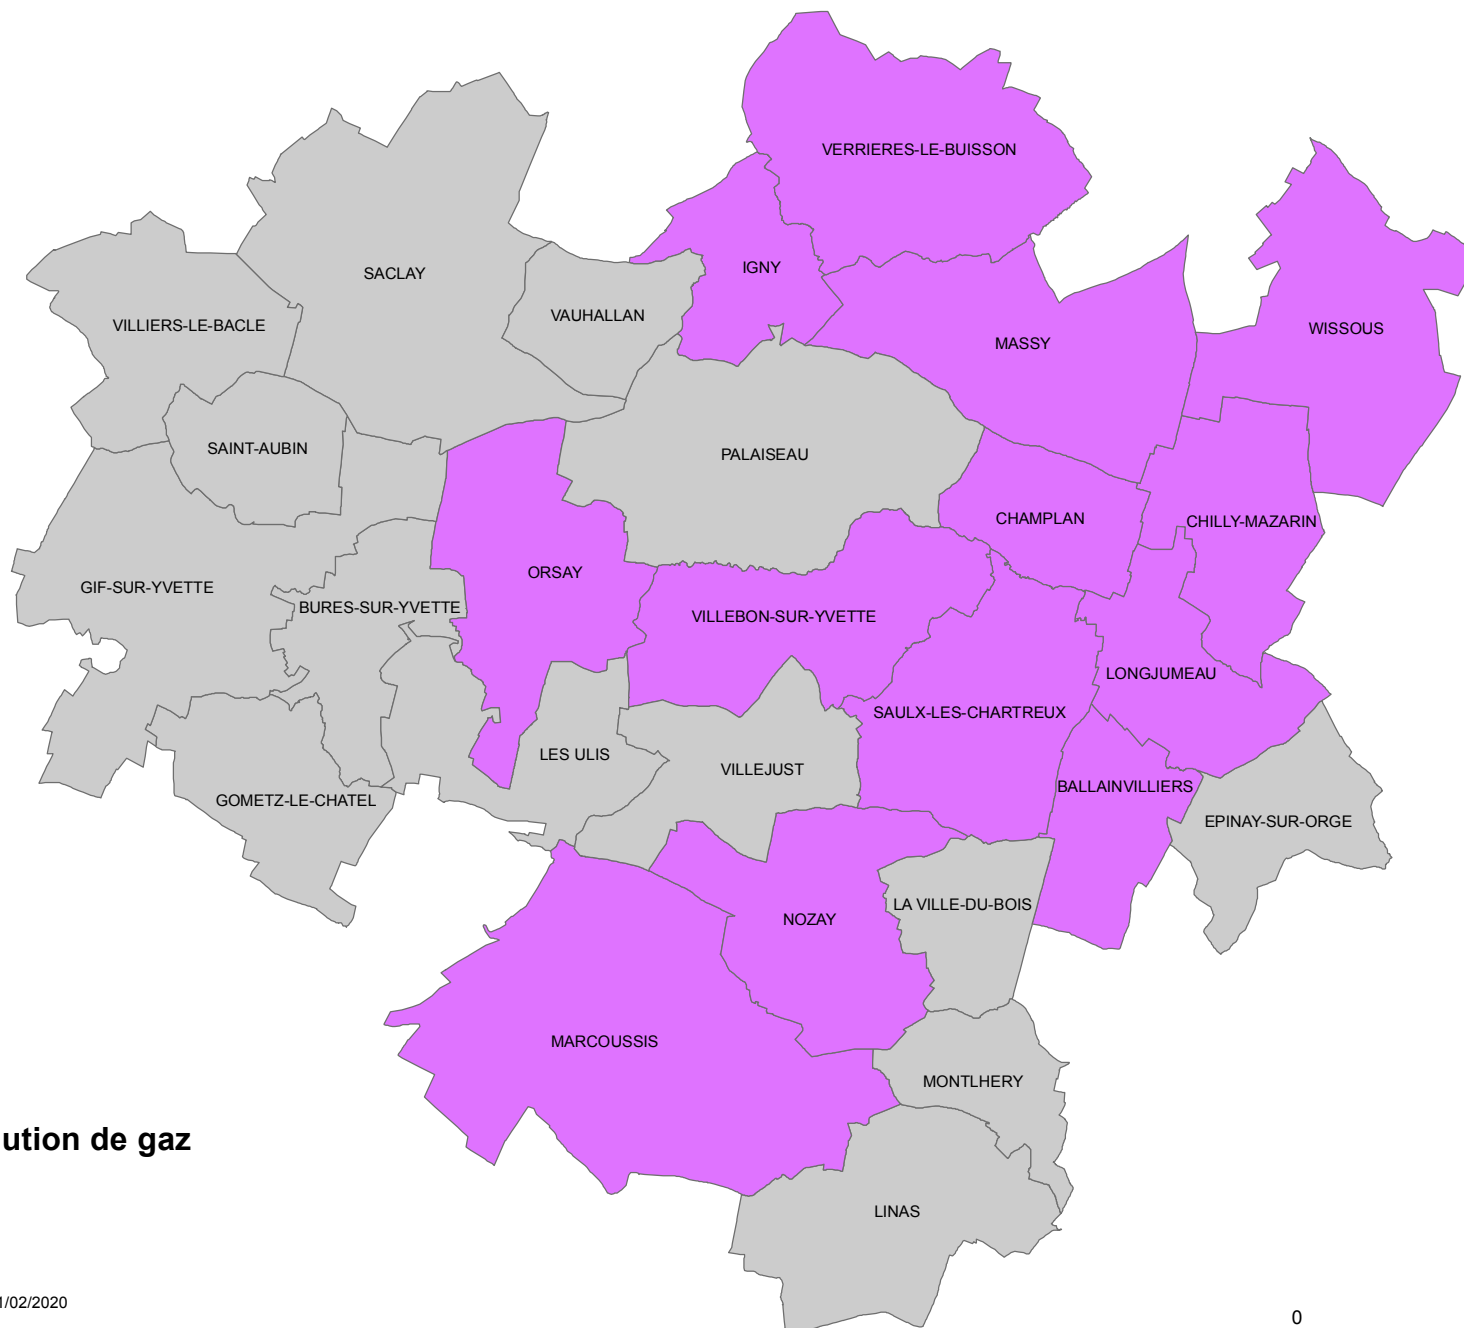 VERRIERES-LE-BUISSON
IGNY
SACLAY
VAUHALLAN
VILLIERS-LE-BACLE
MASSY
WISSOUS
SAINT-AUBIN
PALAISEAU
CHAMPLAN
CHILLY-MAZARIN
ORSAY
GIF-SUR-YVETTE
BURES-SUR-YVETTE
VILLEBON-SUR-YVETTE
LONGJUMEAU
SAULX-LES-CHARTREUX
LES ULIS
VILLEJUST
BALLAINVILLIERS
GOMETZ-LE-CHATEL
EPINAY-SUR-ORGE
LA VILLE-DU-BOIS
NOZAY
MARCOUSSIS
MONTLHERY
ution de gaz
LINAS
1/02/2020
0